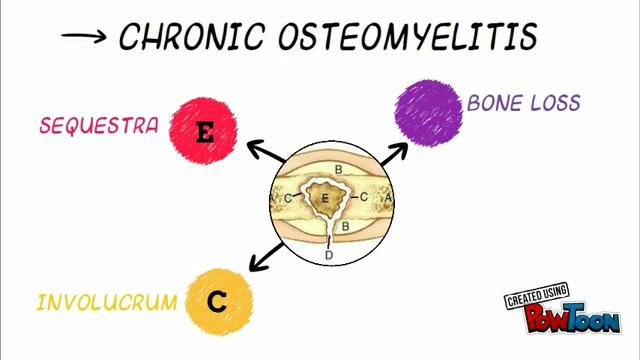 → CHRONIC OSTEOMYELITIS
BONE LOSS
SEQUESTRA
E
B
A C E C A
B
D
INVOLUCRUM
C
CREATED USING
POWTOON